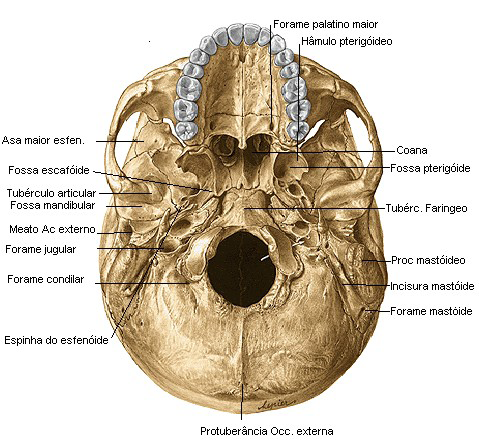 Forame palatino maior
Hâmulo pterigóideo
Asa maior esfen.
Coana
Fossa escafóide
Fossa pterigóide
Tubérculo articular
Fossa mandibular
Tubérc. Faringeo
Meato Ac externo
Forame jugular
Proc mastóideo
Forame condilar
Incisura mastóide
Forame mastóide
Espinha do esfenóide
Protuberância Occ. externa